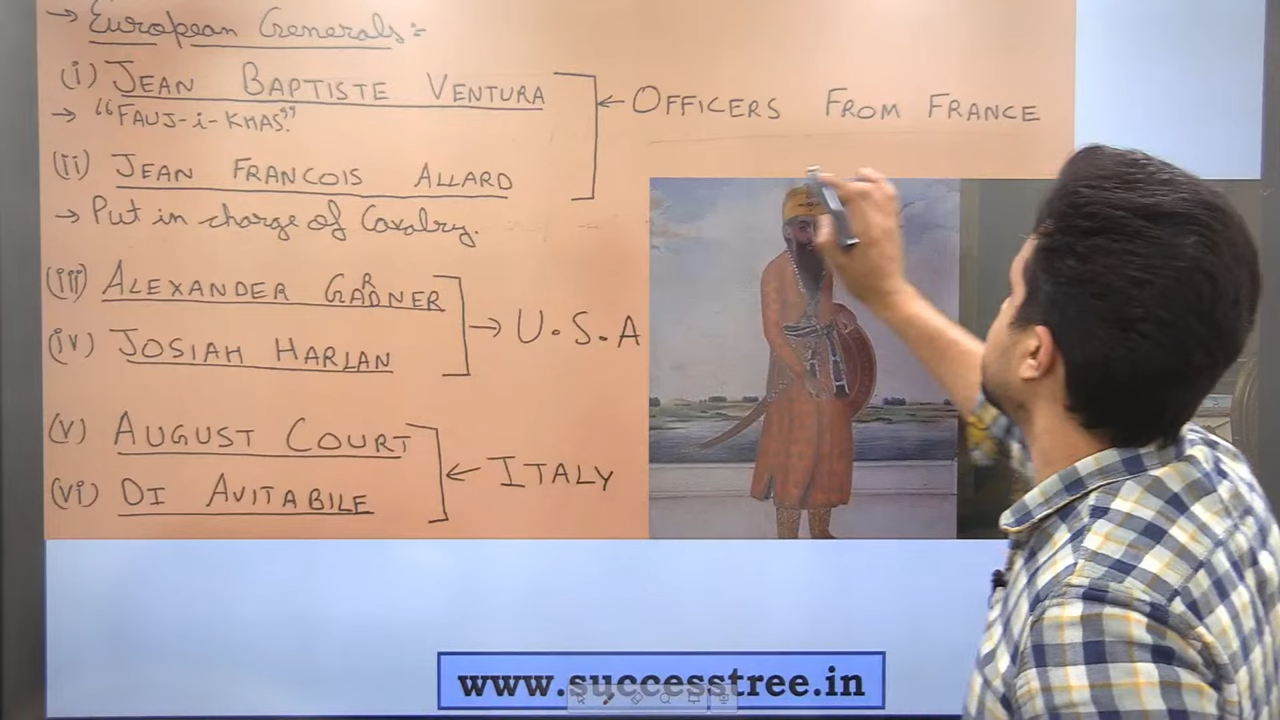 → European Generals:-
(i) JEAN BAPTISTE VENTURA
← OFFICERS FROM FRANCE
→ "FAUJ-i-KHAS"
(ii) JEAN FRANCOIS ALLARD
→ Put in charge of Cavalry.
(iii) ALEXANDER GARDNER
→ U.S.A
(iv) JOSIAH HARLAN
(v) AUGUST COURT
← ITALY
(vi) DI AVITABILE
www.successtree.in